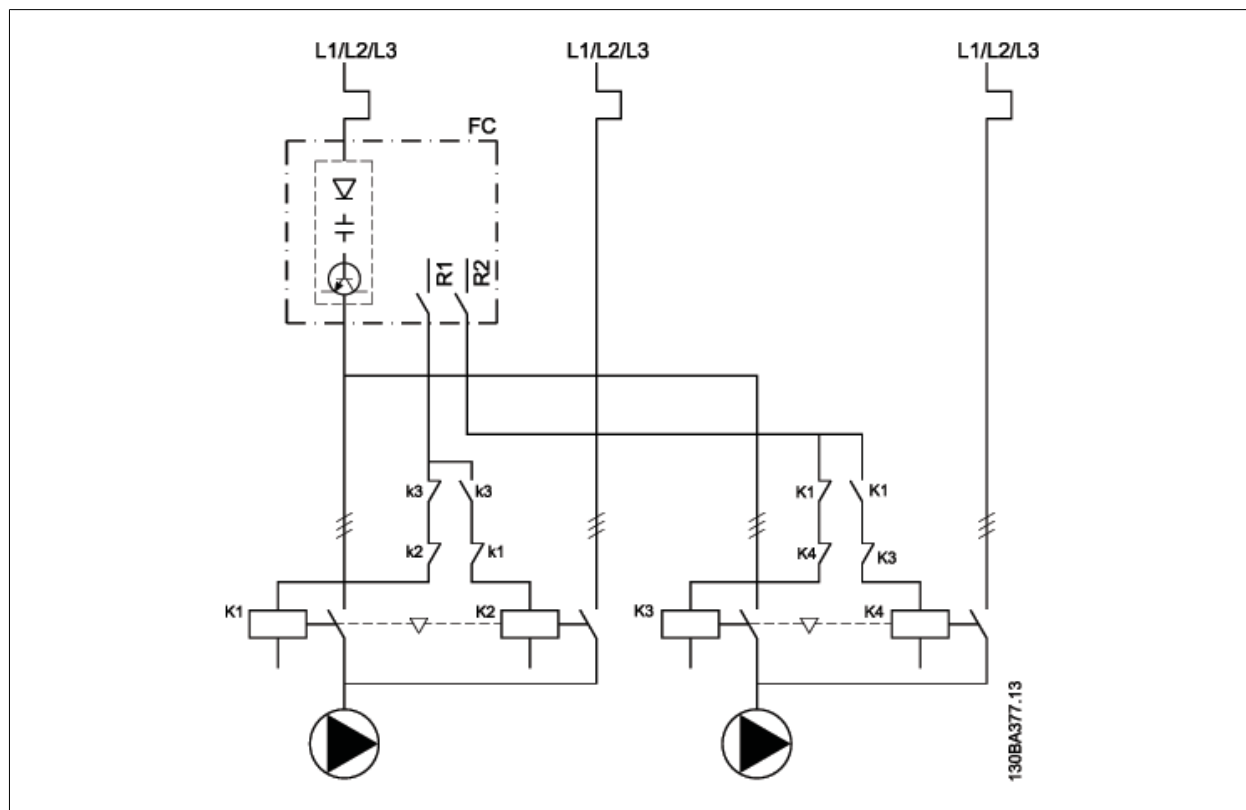 L1/L2/L3 L1/L2/L3 L1/L2/L3
FC
R1 R2
k3 k3 K1 K1
k2 k1 K4 K3
K1 K2 K3 K4
130BA377.13